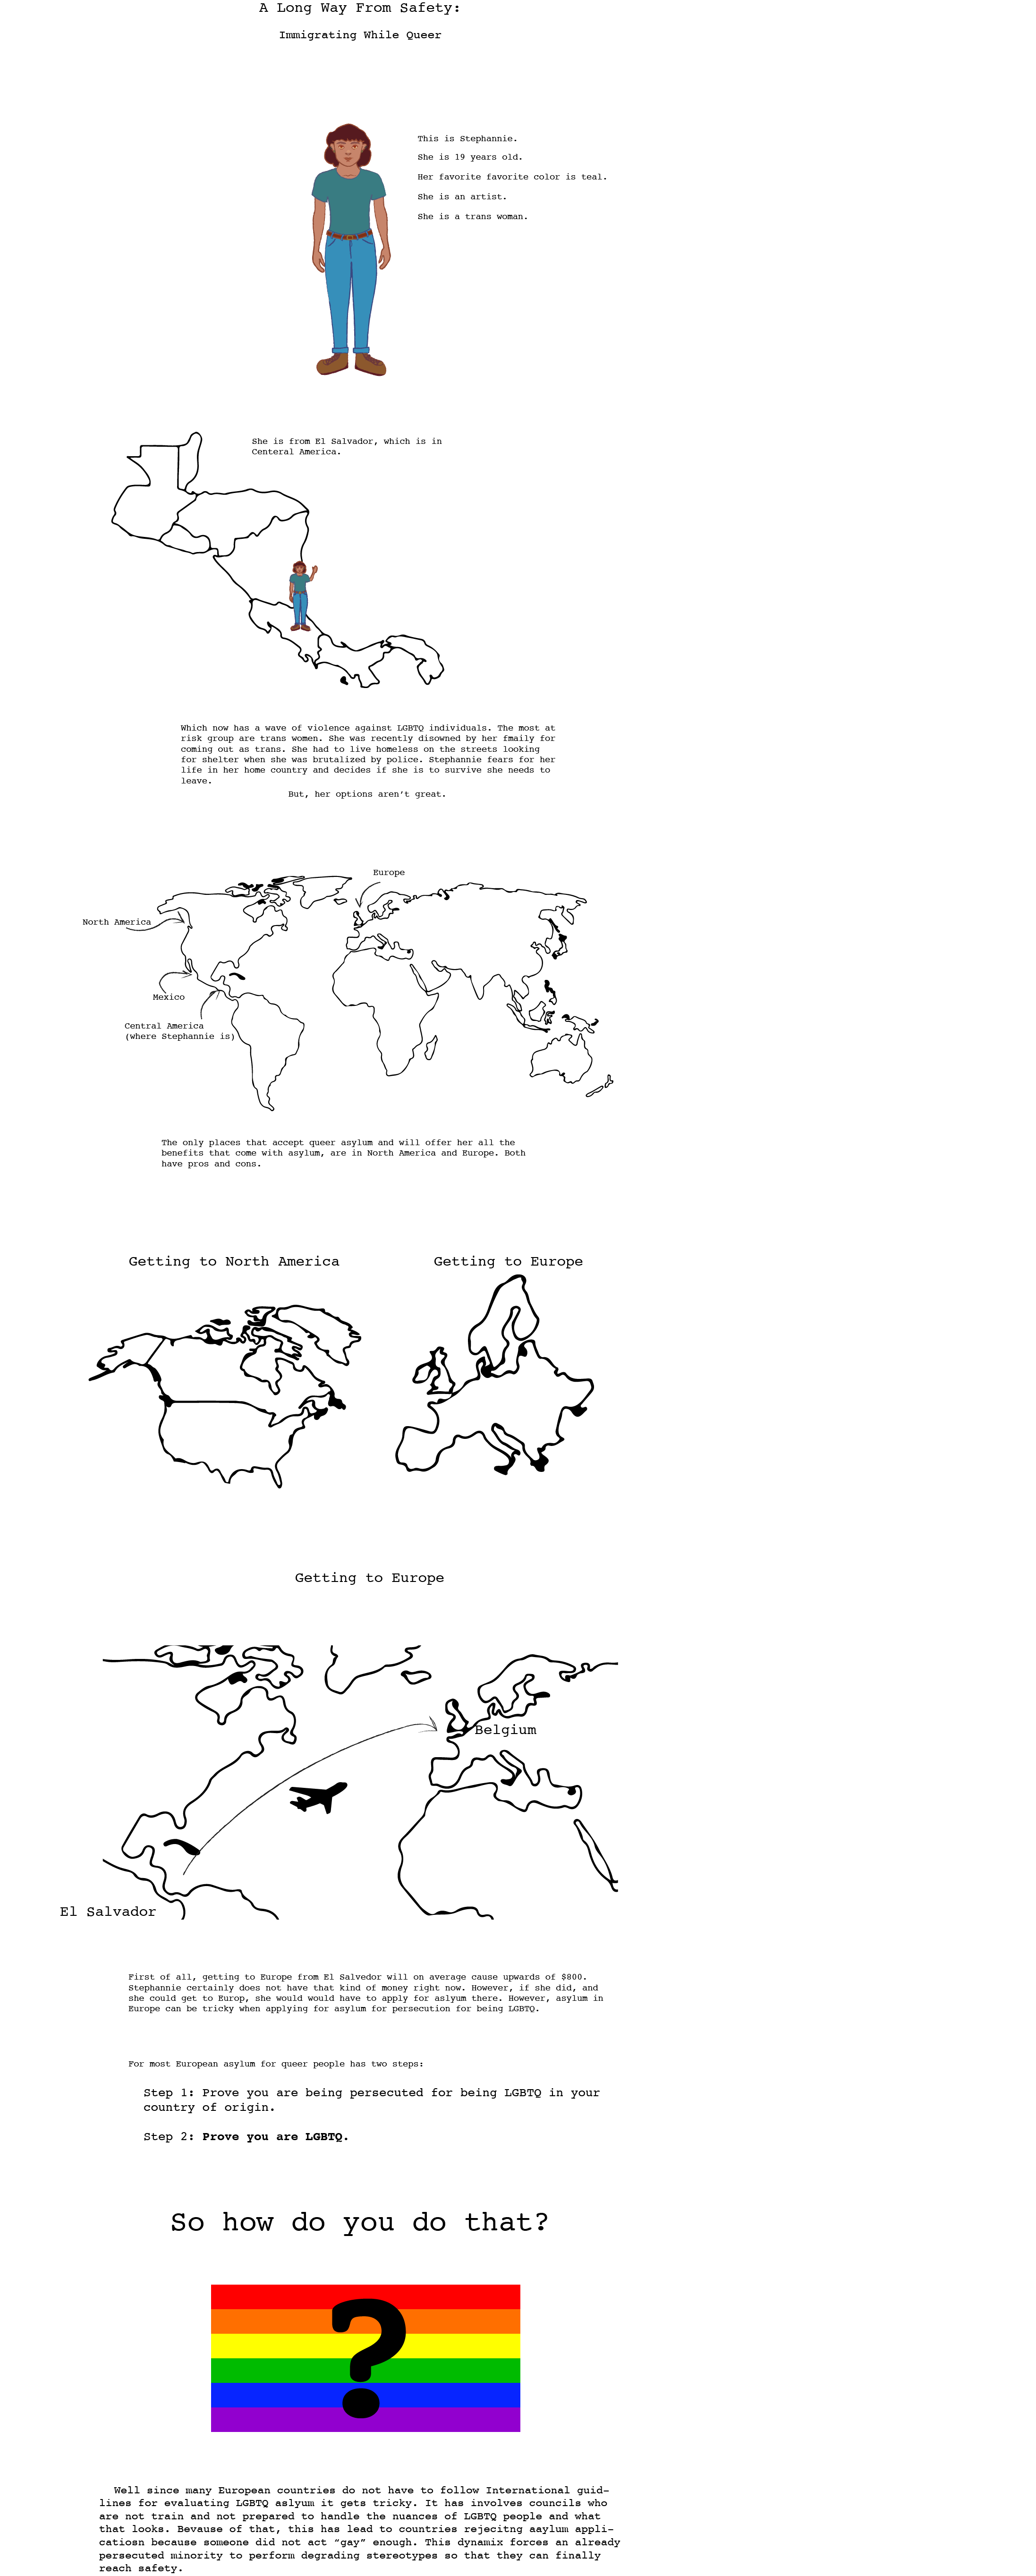 A Long Way From Safety:
Immigrating While Queer
This is Stephannie.
She is 19 years old.
Her favorite favorite color is teal.
She is an artist.
She is a trans woman.
She is from El Salvador, which is in
Centeral America.
Which now has a wave of violence against LGBTQ individuals. The most at
risk group are trans women. She was recently disowned by her fmaily for
coming out as trans. She had to live homeless on the streets looking
for shelter when she was brutalized by police. Stephannie fears for her
life in her home country and decides if she is to survive she needs to
leave.
But, her options aren't great.
Europe
North America
Mexico
Central America
(where Stephannie is)
The only places that accept queer asylum and will offer her all the
benefits that come with asylum, are in North America and Europe. Both
have pros and cons.
Getting to North America
Getting to Europe
Getting to Europe
Belgium
El Salvador
First of all, getting to Europe from El Salvedor will on average cause upwards of $800.
Stephannie certainly does not have that kind of money right now. However, if she did, and
she could get to Europ, she would would have to apply for aslyum there. However, asylum in
Europe can be tricky when applying for asylum for persecution for being LGBTQ.
For most European asylum for queer people has two steps:
Step 1: Prove you are being persecuted for being LGBTQ in your
country of origin.
Step 2: Prove you are LGBTQ.
So how do you do that?
?
Well since many European countries do not have to follow International guid-
lines for evaluating LGBTQ aslyum it gets tricky. It has involves councils who
are not train and not prepared to handle the nuances of LGBTQ people and what
that looks. Bevause of that, this has lead to countries rejecitng aaylum appli-
catiosn because someone did not act "gay" enough. This dynamix forces an already
persecuted minority to perform degrading stereotypes so that they can finally
reach safety.